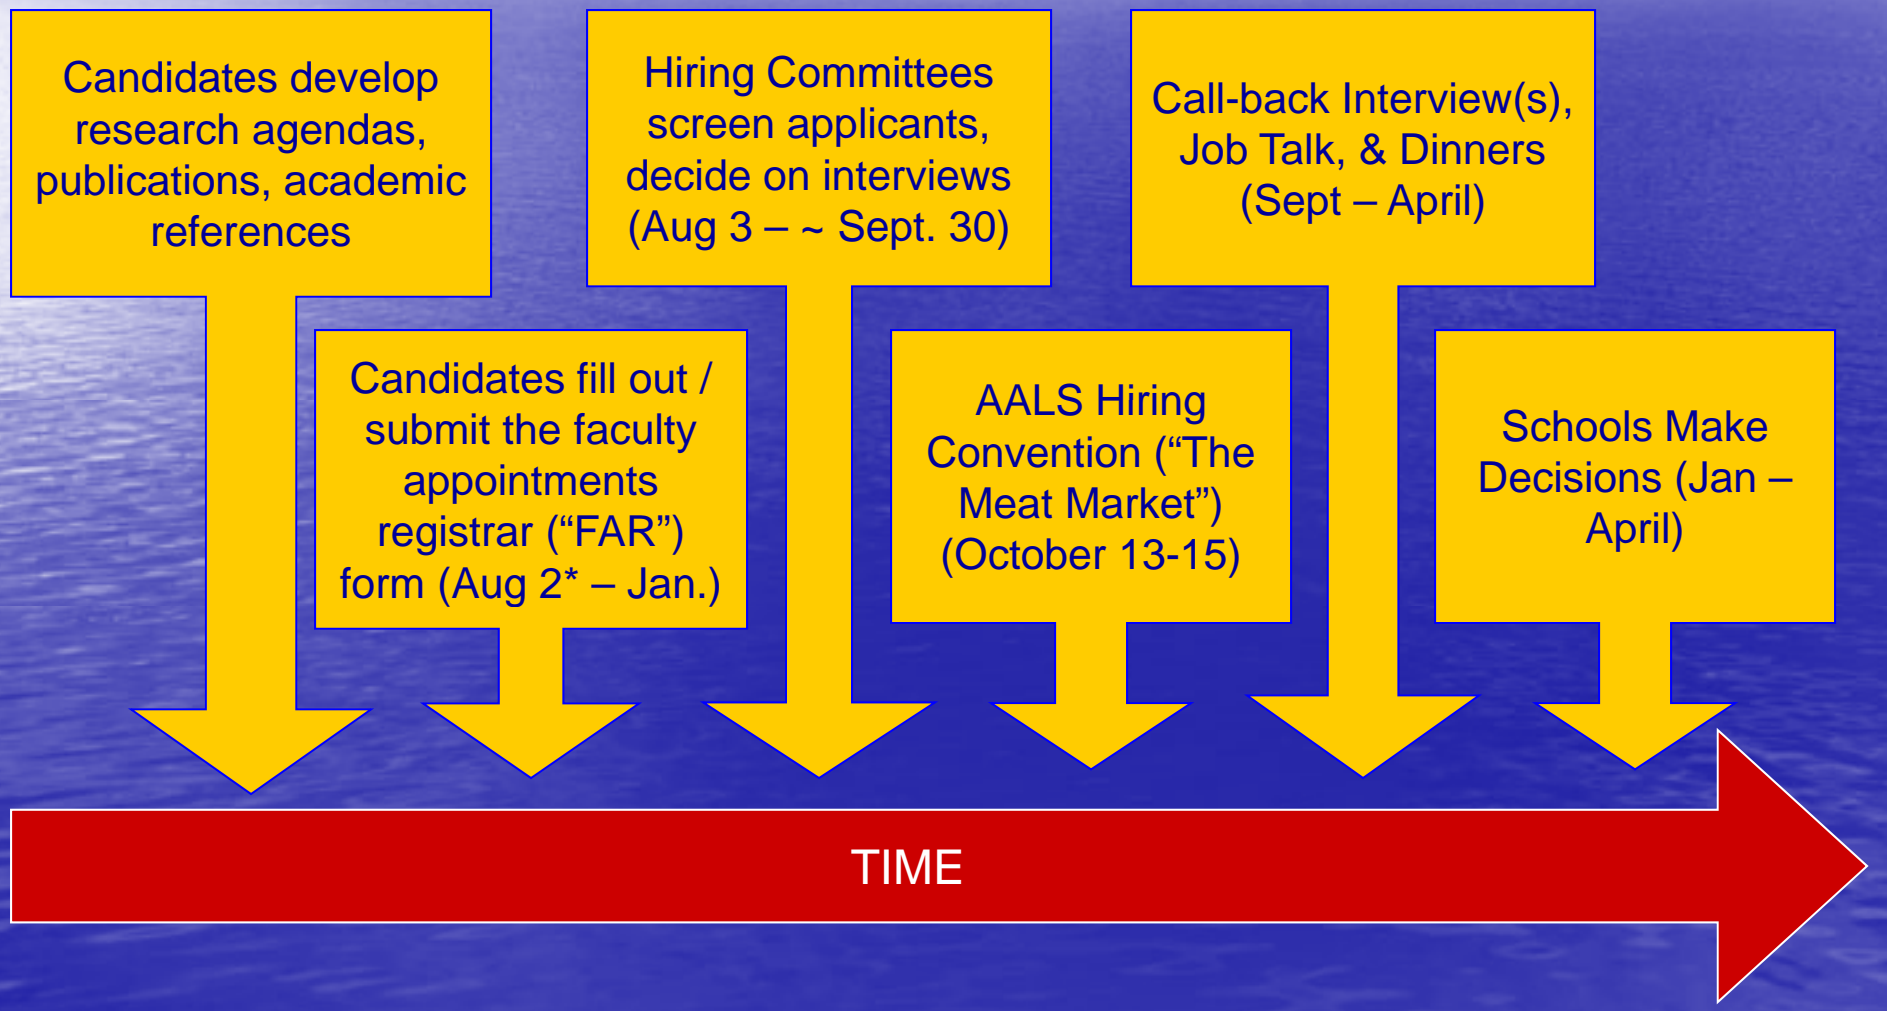 Candidates develop
research agendas,
publications, academic
references
Candidates fill out /
submit the faculty
appointments
registrar (“FAR”)
form (Aug 2* – Jan.)
Hiring Committees
screen applicants,
decide on interviews
(Aug 3 – ~ Sept. 30)
AALS Hiring
Convention (“The
Meat Market”)
(October 13-15)
Call-back Interview(s),
Job Talk, & Dinners
(Sept – April)
Schools Make
Decisions (Jan –
April)
TIME